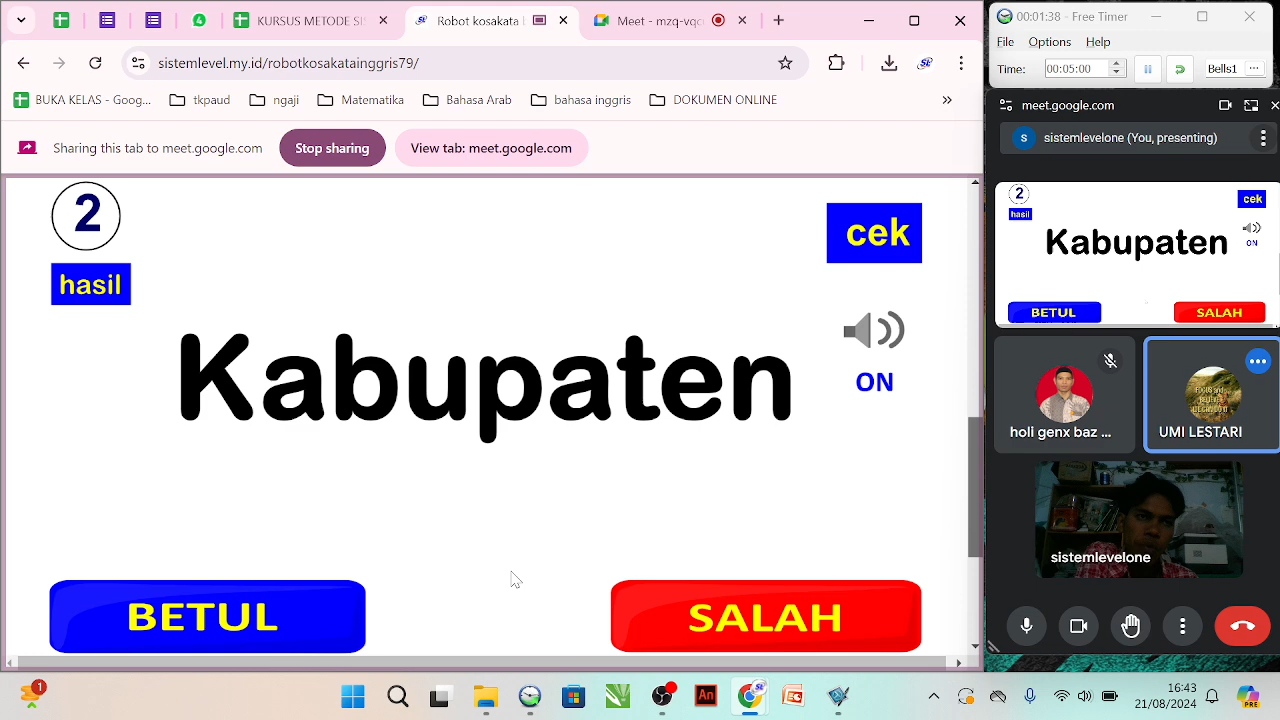 KURSUS METODE SI
Robot kosakata I
Meet - mzq-vqc
sistemlevel.my.id/robotkosakatainggris79/
BUKA KELAS - Goog...
tkpaud
ngaji
Matematika
Bahasa Arab
bahasa inggris
DOKUMEN ONLINE
Sharing this tab to meet.google.com
Stop sharing
View tab: meet.google.com
2
cek
hasil
Kabupaten
ON
BETUL
SALAH
00:01:38 - Free Timer
File
Options
Help
Time:
00:05:00
Bells1
meet.google.com
S
sistemlevelone (You, presenting)
2
cek
hasil
Kabupaten
ON
BETUL
SALAH
holi genx baz ...
UMI LESTARI
sistemlevelone
1
An
16:43
21/08/2024
PRE